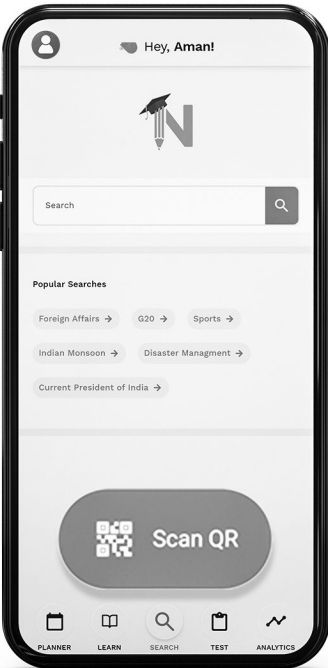 Hey, Aman!
N
Search
Popular Searches
Foreign Affairs →
G20 →
Sports →
Indian Monsoon →
Disaster Managment →
Current President of India →
Scan QR
PLANNER
LEARN
SEARCH
TEST
ANALYTICS